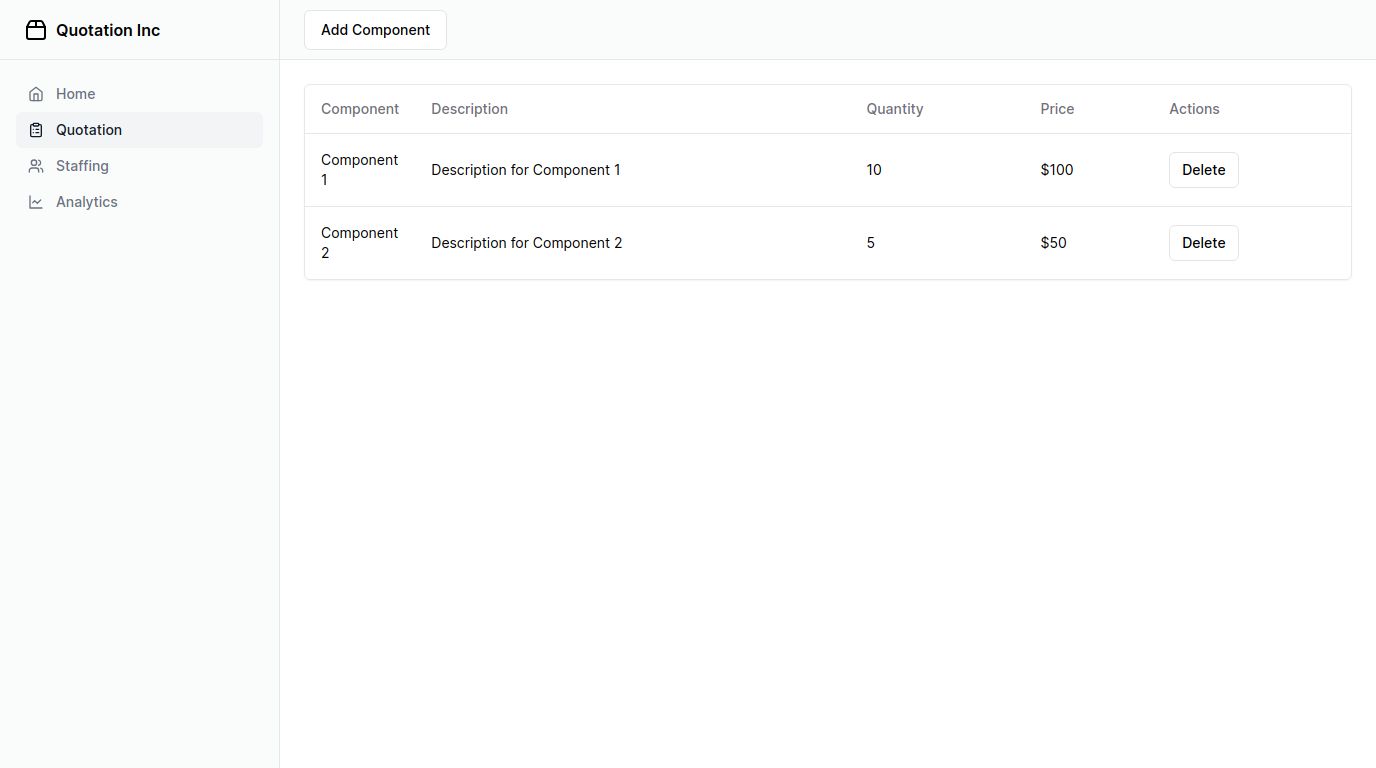 Quotation Inc
Add Component
Home
Quotation
Staffing
Analytics
Component Description Quantity Price Actions
Component
1
Description for Component 1 10 $100 Delete
Component
2
Description for Component 2 5 $50 Delete